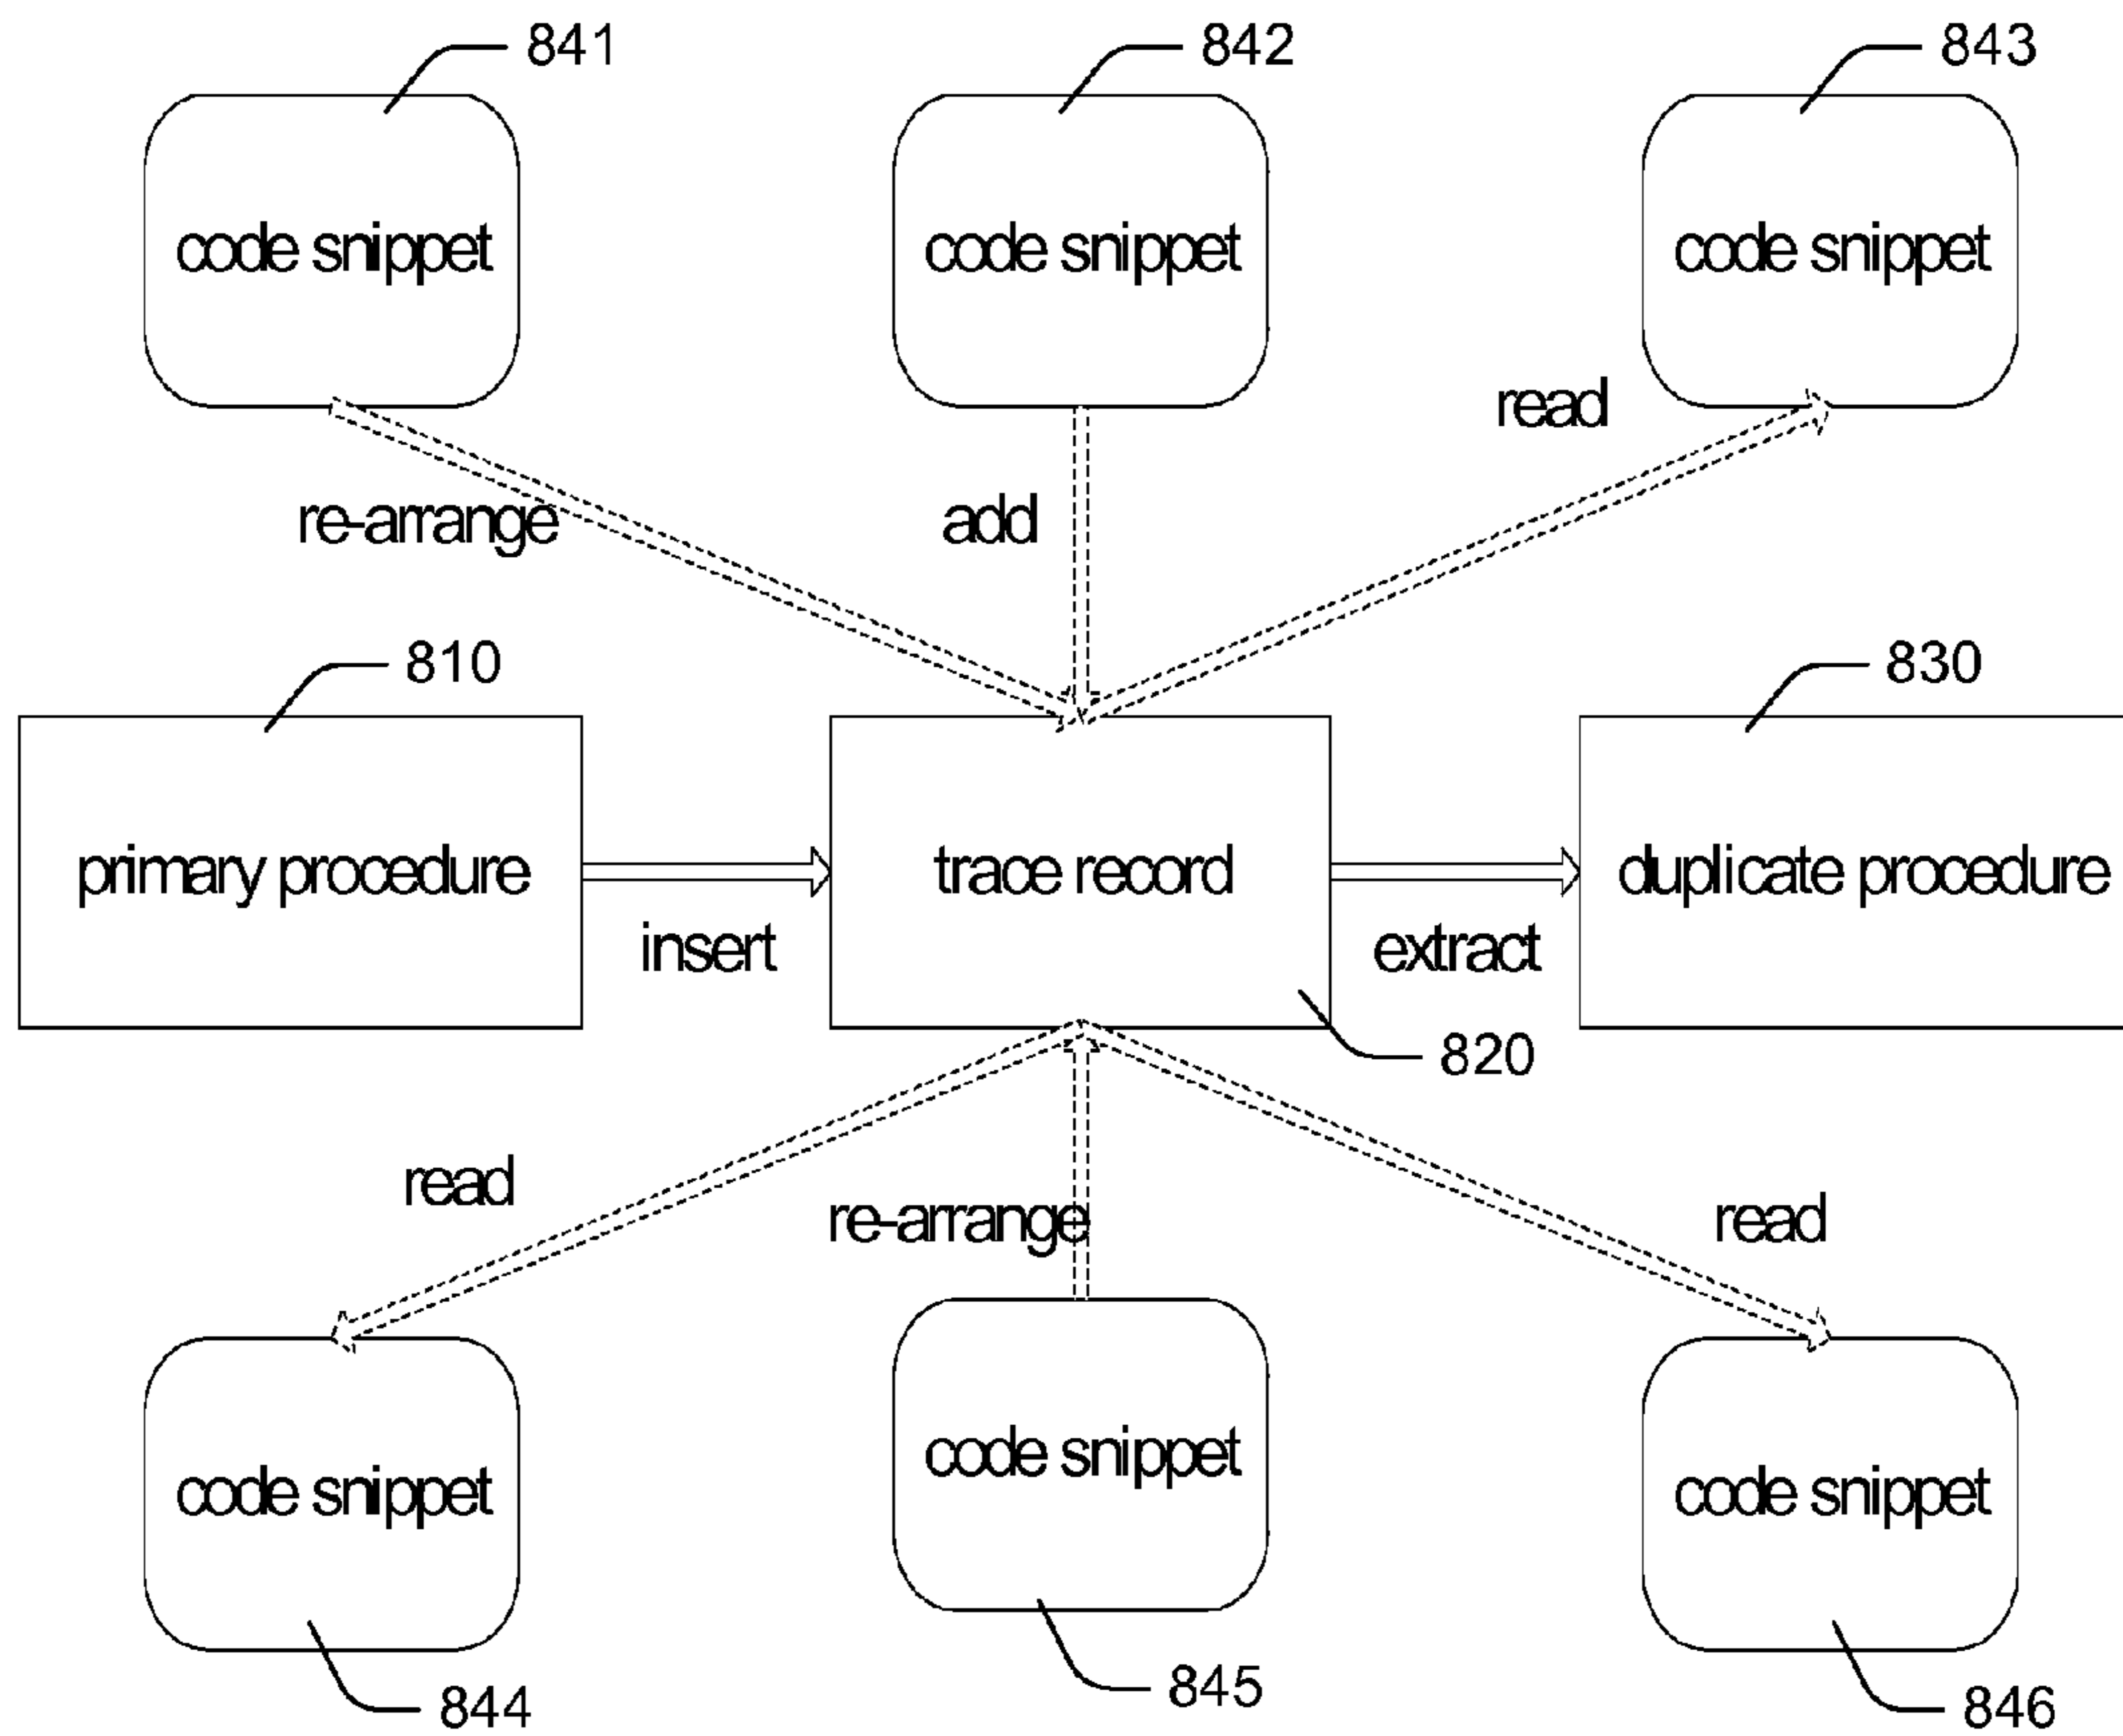 841
842
843
code snippet
code snippet
code snippet
read
re-arrange
add
810
830
primary procedure
trace record
duplicate procedure
insert
extract
820
read
re-arrange
read
code snippet
code snippet
code snippet
844
845
846